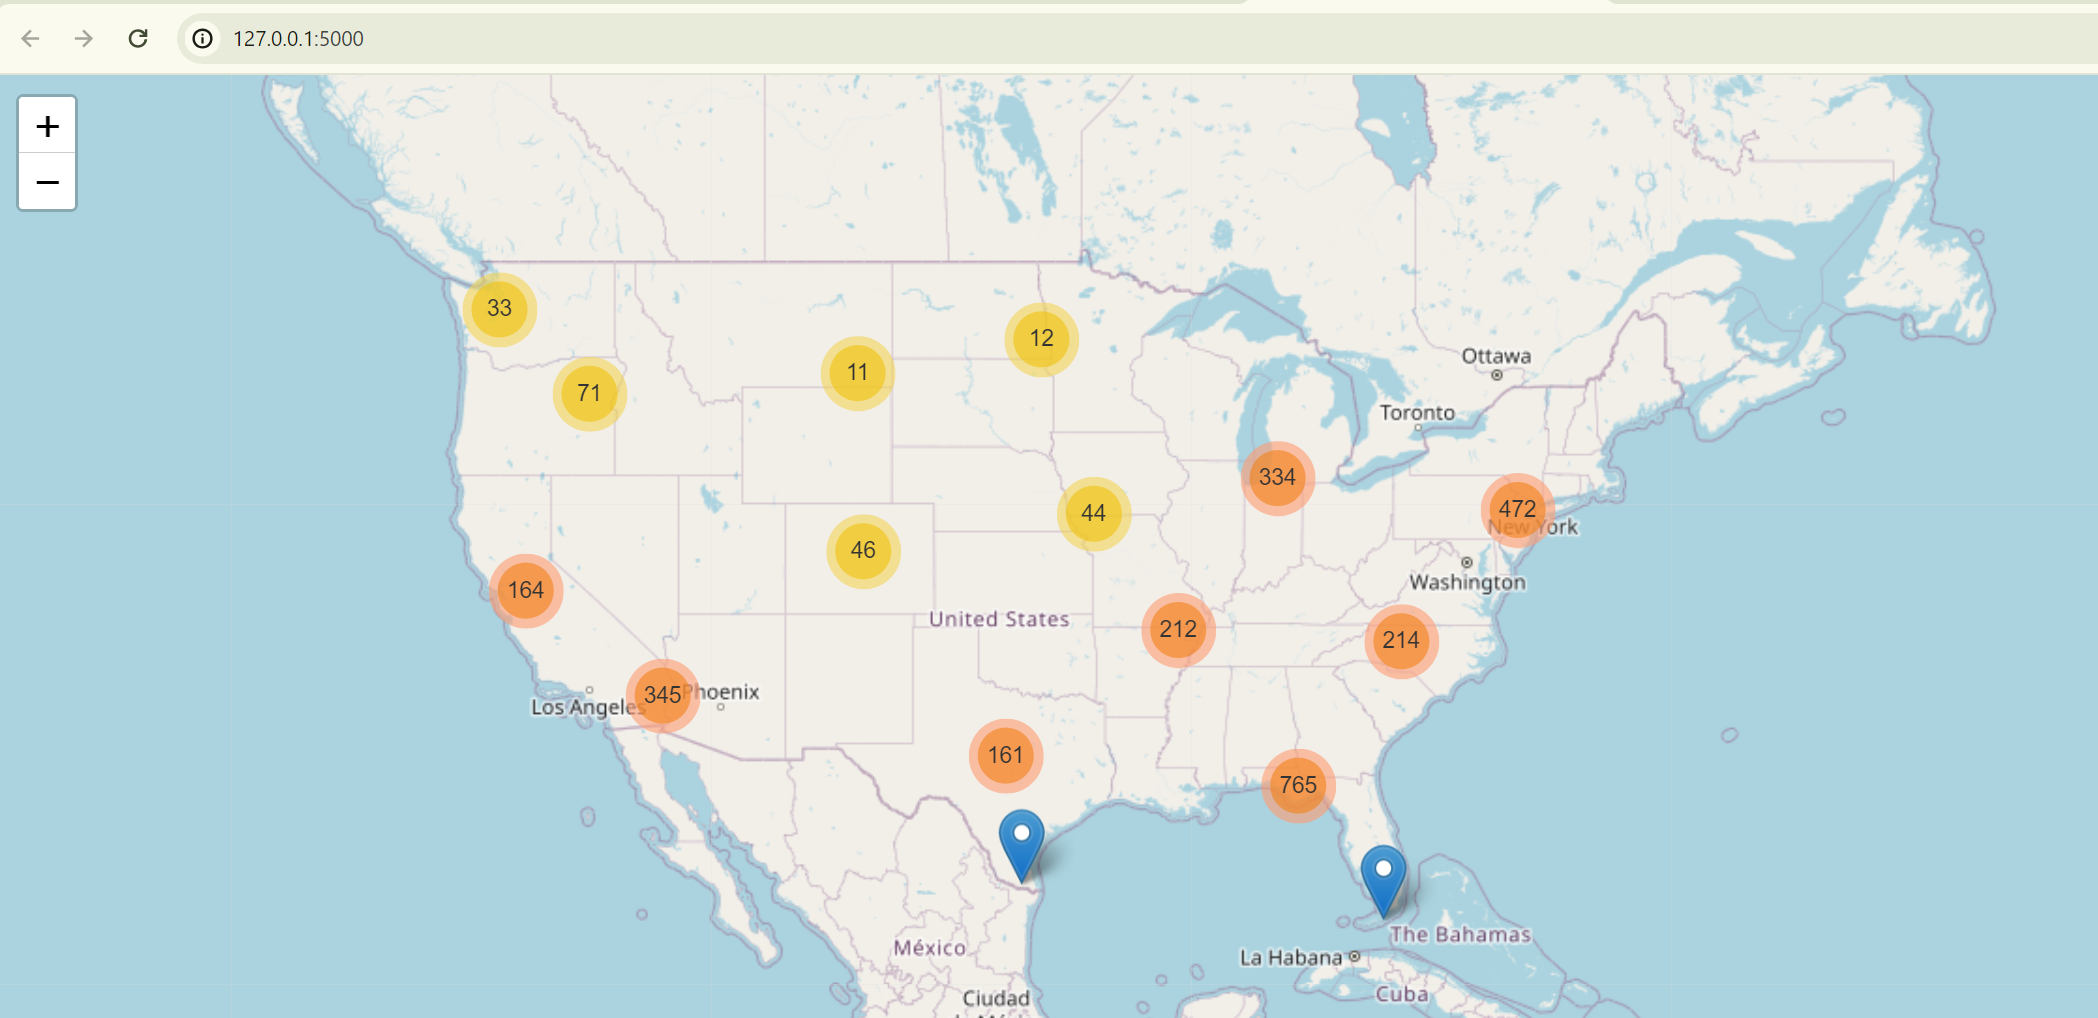 127.0.0.1:5000
+
−
33
12
11
71
Ottawa
Toronto
334
472
New York
44
46
Washington
164
United States
212
214
345
Phoenix
Los Angeles
161
765
México
The Bahamas
La Habana
Cuba
Ciudad